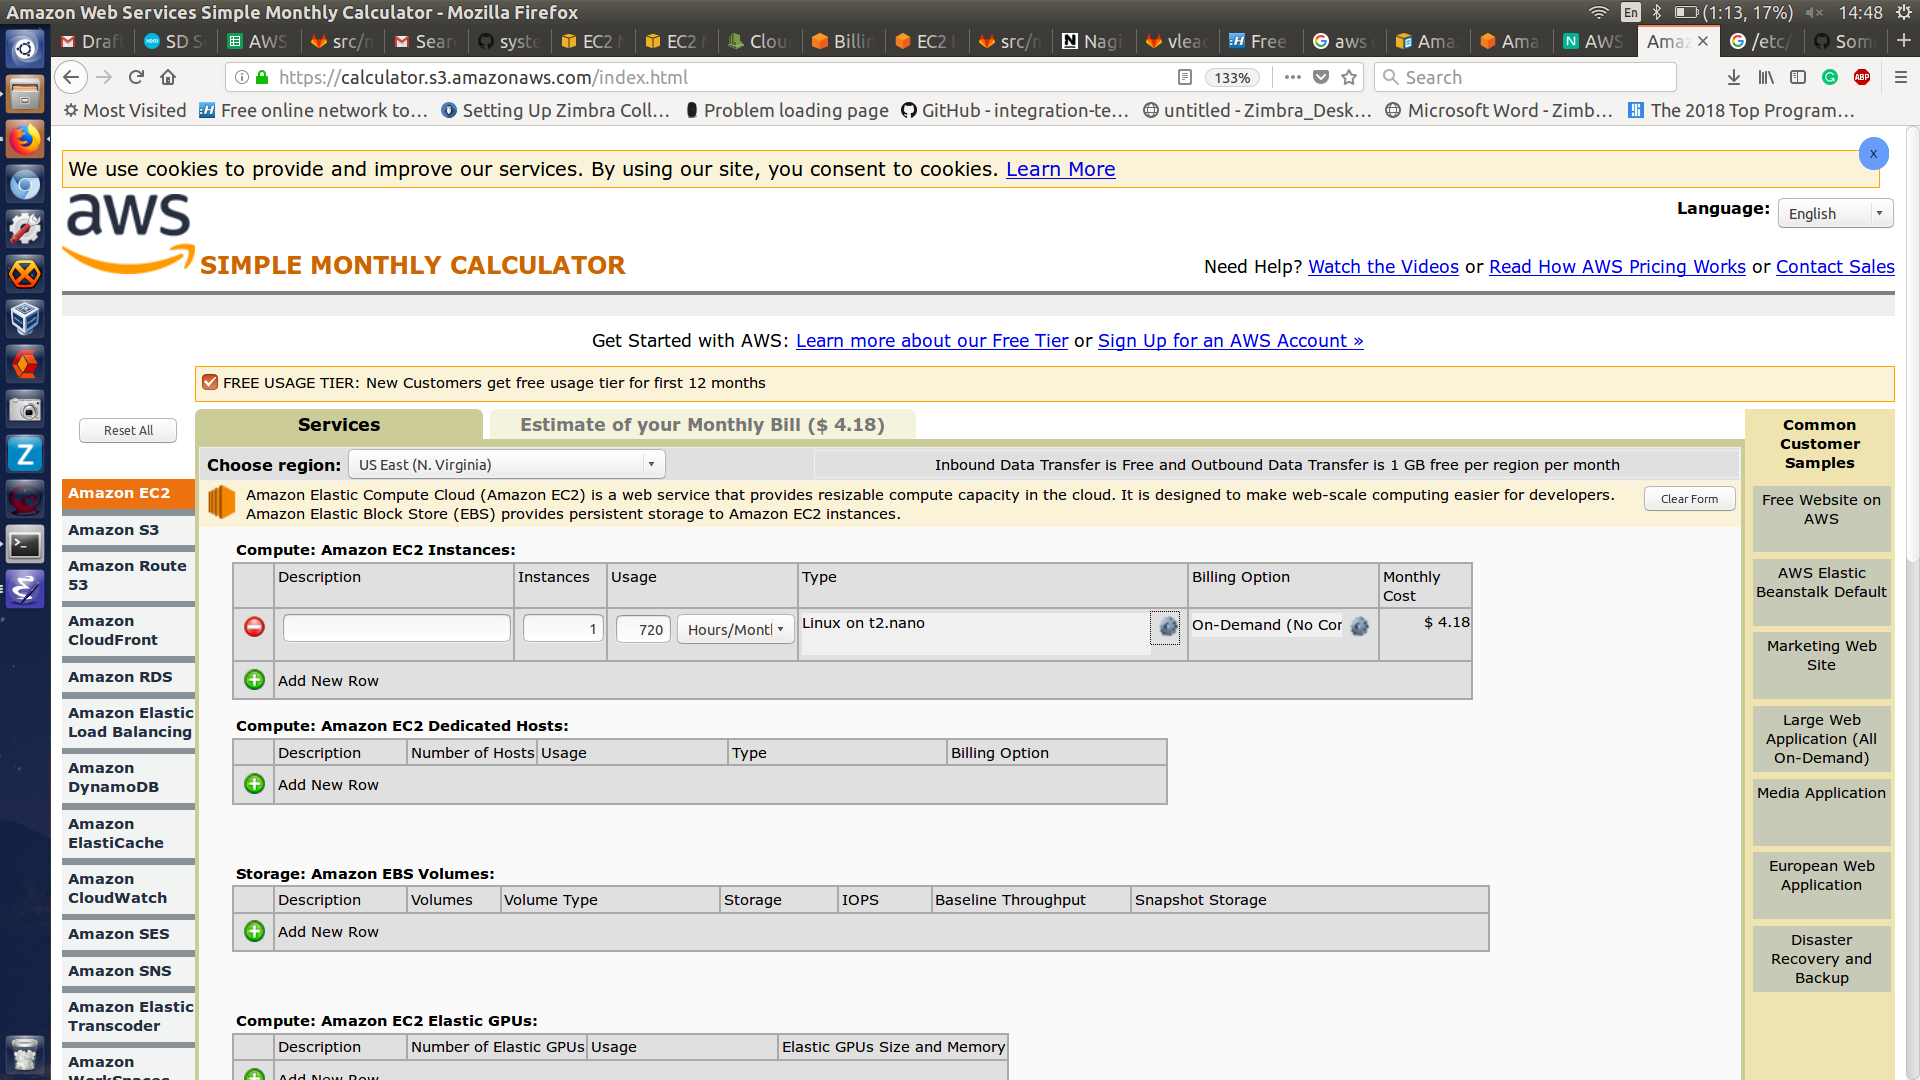 Amazon Web Services Simple Monthly Calculator - Mozilla Firefox
En (1:13, 17%) 14:48
Draf SD S AWS src/r Sear syste EC2 EC2 Clou Billin EC2 src/r Nagi vlea Free aws Ama Ama AWS Ama /etc/ Som
https://calculator.s3.amazonaws.com/index.html
133%
Search
ABP
Most Visited Free online network to... Setting Up Zimbra Coll... Problem loading page GitHub - integration-te... untitled - Zimbra_Desk... Microsoft Word - Zimb... The 2018 Top Program...
We use cookies to provide and improve our services. By using our site, you consent to cookies. Learn More
x
aws
SIMPLE MONTHLY CALCULATOR
Language: English
Need Help? Watch the Videos or Read How AWS Pricing Works or Contact Sales
Get Started with AWS: Learn more about our Free Tier or Sign Up for an AWS Account »
FREE USAGE TIER: New Customers get free usage tier for first 12 months
Reset All
Services
Estimate of your Monthly Bill ($ 4.18)
Choose region: US East (N. Virginia)
Inbound Data Transfer is Free and Outbound Data Transfer is 1 GB free per region per month
Amazon Elastic Compute Cloud (Amazon EC2) is a web service that provides resizable compute capacity in the cloud. It is designed to make web-scale computing easier for developers.
Amazon Elastic Block Store (EBS) provides persistent storage to Amazon EC2 instances.
Clear Form
Amazon EC2
Amazon S3
Amazon Route
53
Amazon
CloudFront
Amazon RDS
Amazon Elastic
Load Balancing
Amazon
DynamoDB
Amazon
ElastiCache
Amazon
CloudWatch
Amazon SES
Amazon SNS
Amazon Elastic
Transcoder
Amazon
WorkSpaces
Compute: Amazon EC2 Instances:
Description Instances Usage Type Billing Option Monthly
Cost
1 720 Hours/Montl Linux on t2.nano On-Demand (No Cor $ 4.18
Add New Row
Compute: Amazon EC2 Dedicated Hosts:
Description Number of Hosts Usage Type Billing Option
Add New Row
Storage: Amazon EBS Volumes:
Description Volumes Volume Type Storage IOPS Baseline Throughput Snapshot Storage
Add New Row
Compute: Amazon EC2 Elastic GPUs:
Description Number of Elastic GPUs Usage Elastic GPUs Size and Memory
Add New Row
Common
Customer
Samples
Free Website on
AWS
AWS Elastic
Beanstalk Default
Marketing Web
Site
Large Web
Application (All
On-Demand)
Media Application
European Web
Application
Disaster
Recovery and
Backup